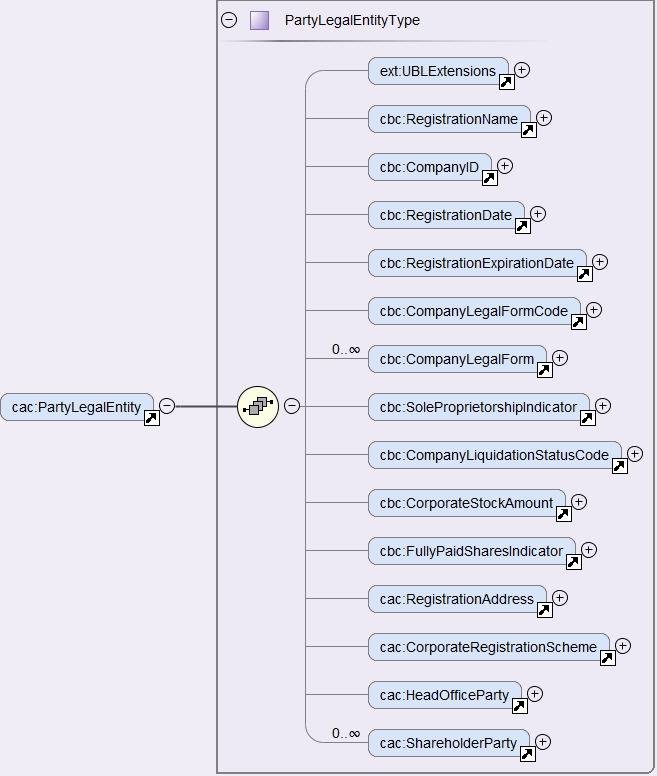 PartyLegalEntityType
ext:UBLExtensions
cbc:RegistrationName
cbc:CompanyID
cbc:RegistrationDate
cbc:RegistrationExpirationDate
cbc:CompanyLegalFormCode
0..∞
cbc:CompanyLegalForm
cac:PartyLegalEntity
cbc:SoleProprietorshipIndicator
cbc:CompanyLiquidationStatusCode
cbc:CorporateStockAmount
cbc:FullyPaidSharesIndicator
cac:RegistrationAddress
cac:CorporateRegistrationScheme
cac:HeadOfficeParty
0..∞
cac:ShareholderParty